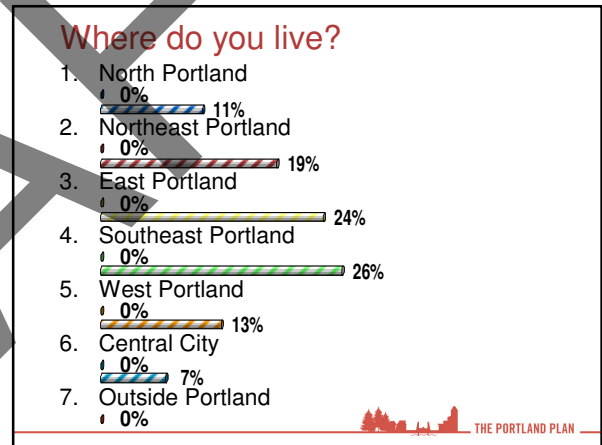 Where do you live?
1. North Portland
0%
11%
2. Northeast Portland
0%
19%
3. East Portland
0%
24%
4. Southeast Portland
0%
26%
5. West Portland
0%
13%
6. Central City
0%
7%
7. Outside Portland
0%
THE PORTLAND PLAN